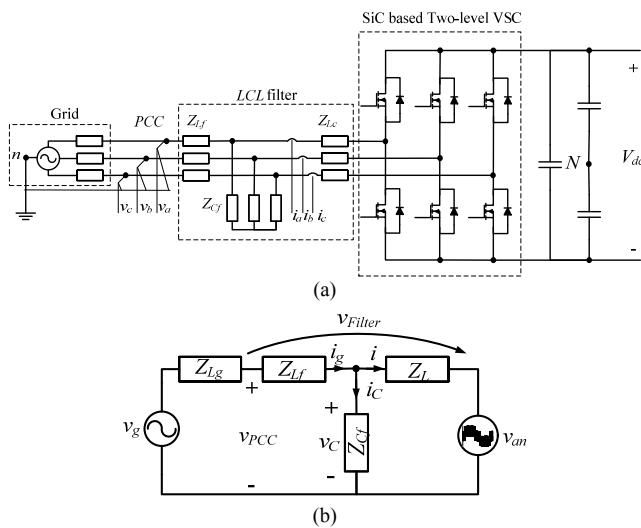 SiC based Two-level VSC
LCL filter
Grid
PCC
Z_Lf
Z_Lc
n
Z_Cf
v_c v_b v_a
i_a i_b i_c
+
N
V_dc
-
(a)
v_Filter
Z_Lg
Z_Lf
i_g
i
Z_L
i_C
+
+
v_g
v_PCC
v_C
Z_Cf
v_an
-
-
(b)